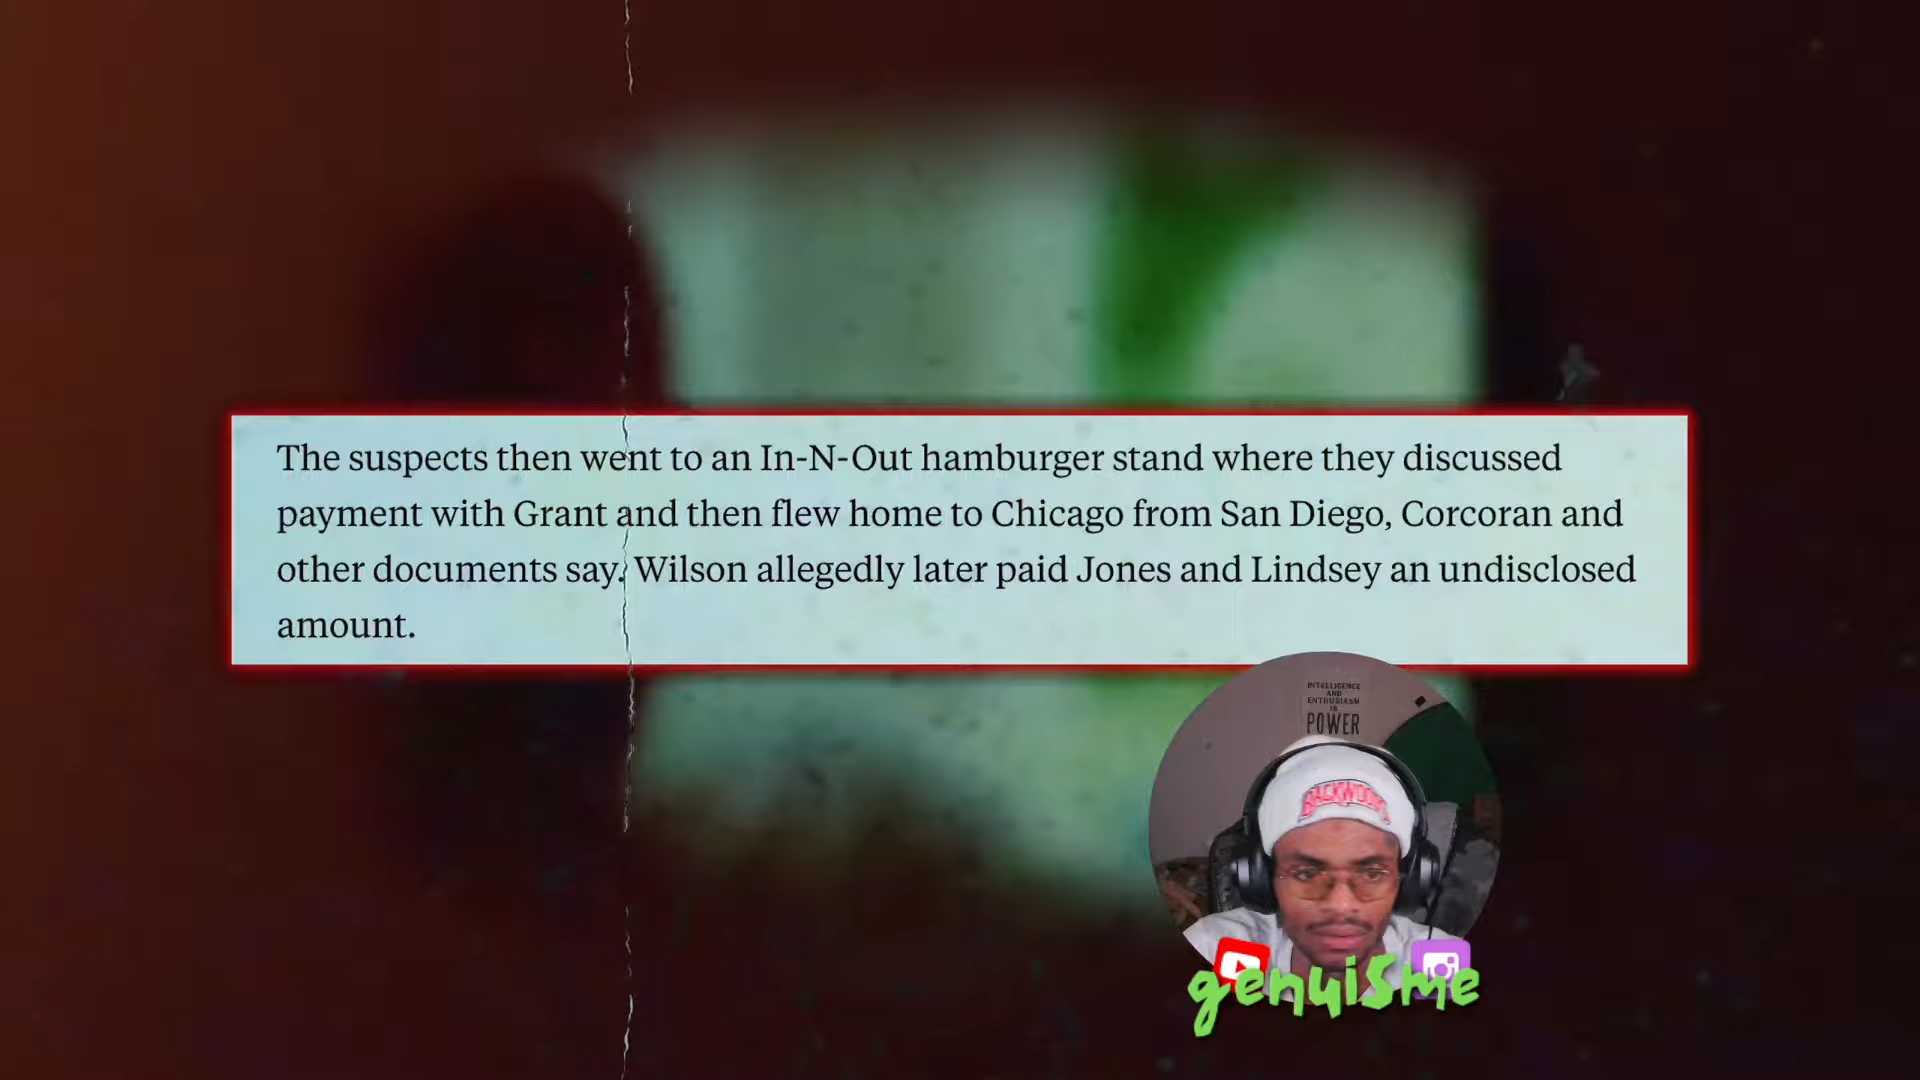 The suspects then went to an In-N-Out hamburger stand where they discussed
payment with Grant and then flew home to Chicago from San Diego, Corcoran and
other documents say. Wilson allegedly later paid Jones and Lindsey an undisclosed
amount.
INTELLIGENCE
AND
ENTHUSIASM
IS
POWER
BACKWOODS
genyisme